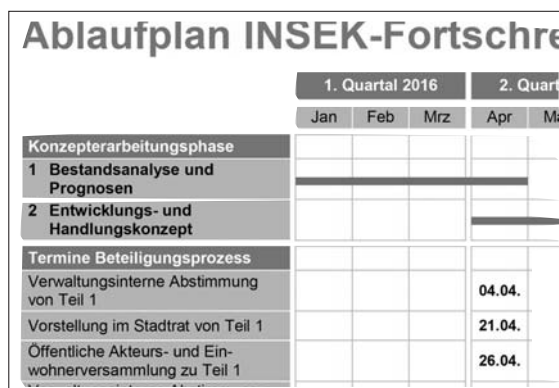 Ablaufplan INSEK-Fortschre
1. Quartal 2016 2. Quart
Jan Feb Mrz Apr Ma
Konzepterarbeitungsphase
1 Bestandsanalyse und
Prognosen
2 Entwicklungs- und
Handlungskonzept
Termine Beteiligungsprozess
Verwaltungsinterne Abstimmung
von Teil 1
04.04.
Vorstellung im Stadtrat von Teil 1 21.04.
Öffentliche Akteurs- und Ein-
wohnerversammlung zu Teil 1
26.04.